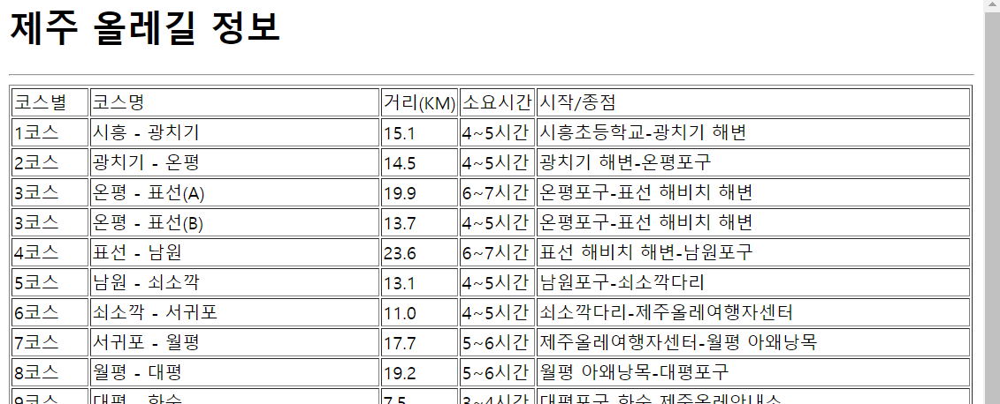 제주 올레길 정보
코스별 코스명 거리(KM) 소요시간 시작/종점
1코스 시흥 - 광치기 15.1 4~5시간 시흥초등학교-광치기 해변
2코스 광치기 - 온평 14.5 4~5시간 광치기 해변-온평포구
3코스 온평 - 표선(A) 19.9 6~7시간 온평포구-표선 해비치 해변
3코스 온평 - 표선(B) 13.7 4~5시간 온평포구-표선 해비치 해변
4코스 표선 - 남원 23.6 6~7시간 표선 해비치 해변-남원포구
5코스 남원 - 쇠소깍 13.1 4~5시간 남원포구-쇠소깍다리
6코스 쇠소깍 - 서귀포 11.0 4~5시간 쇠소깍다리-제주올레여행자센터
7코스 서귀포 - 월평 17.7 5~6시간 제주올레여행자센터-월평 아왜낭목
8코스 월평 - 대평 19.2 5~6시간 월평 아왜낭목-대평포구
9코스 대평 - 화순 7.5 3~4시간 대평포구-화순 제주올레안내소